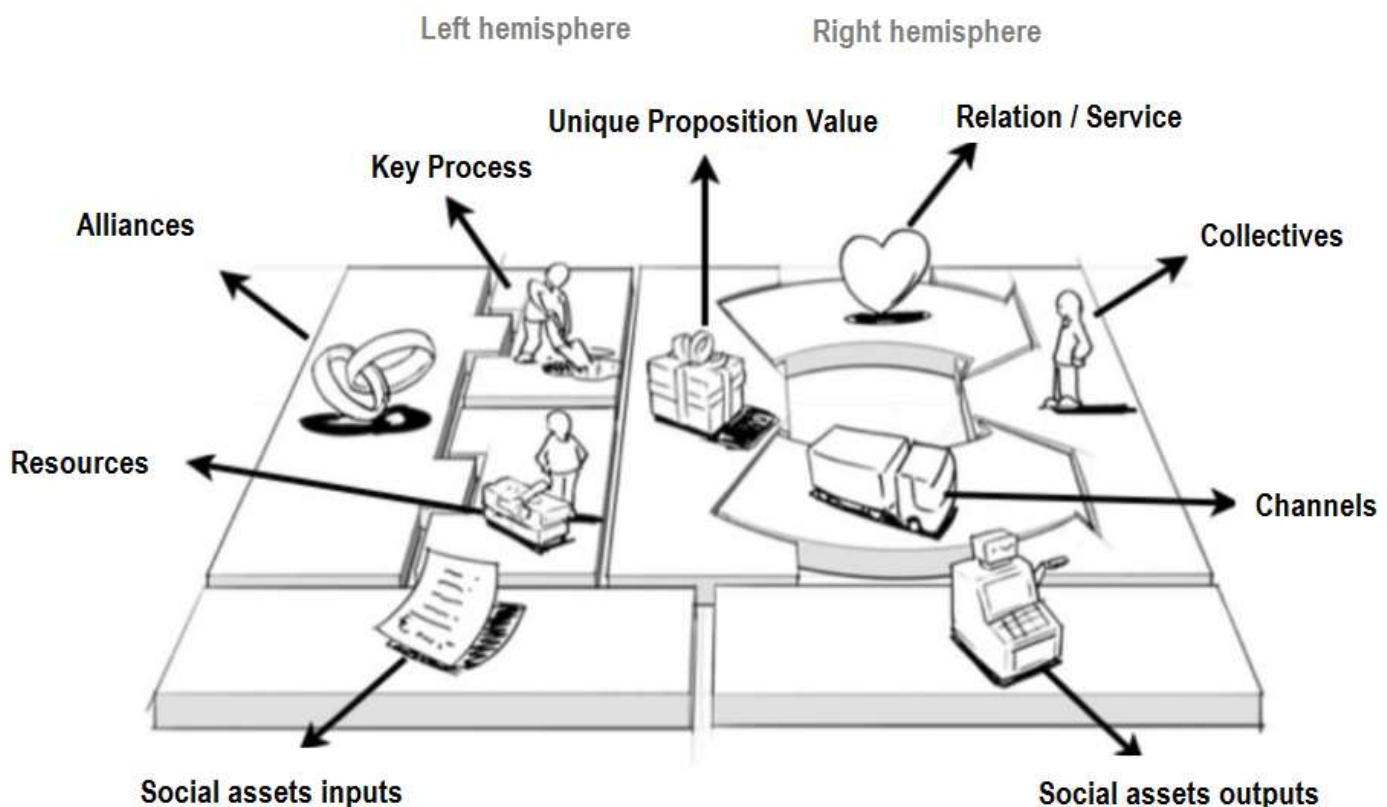 Left hemisphere
Right hemisphere
Unique Proposition Value
Relation / Service
Key Process
Alliances
Collectives
Resources
Channels
Social assets inputs
Social assets outputs